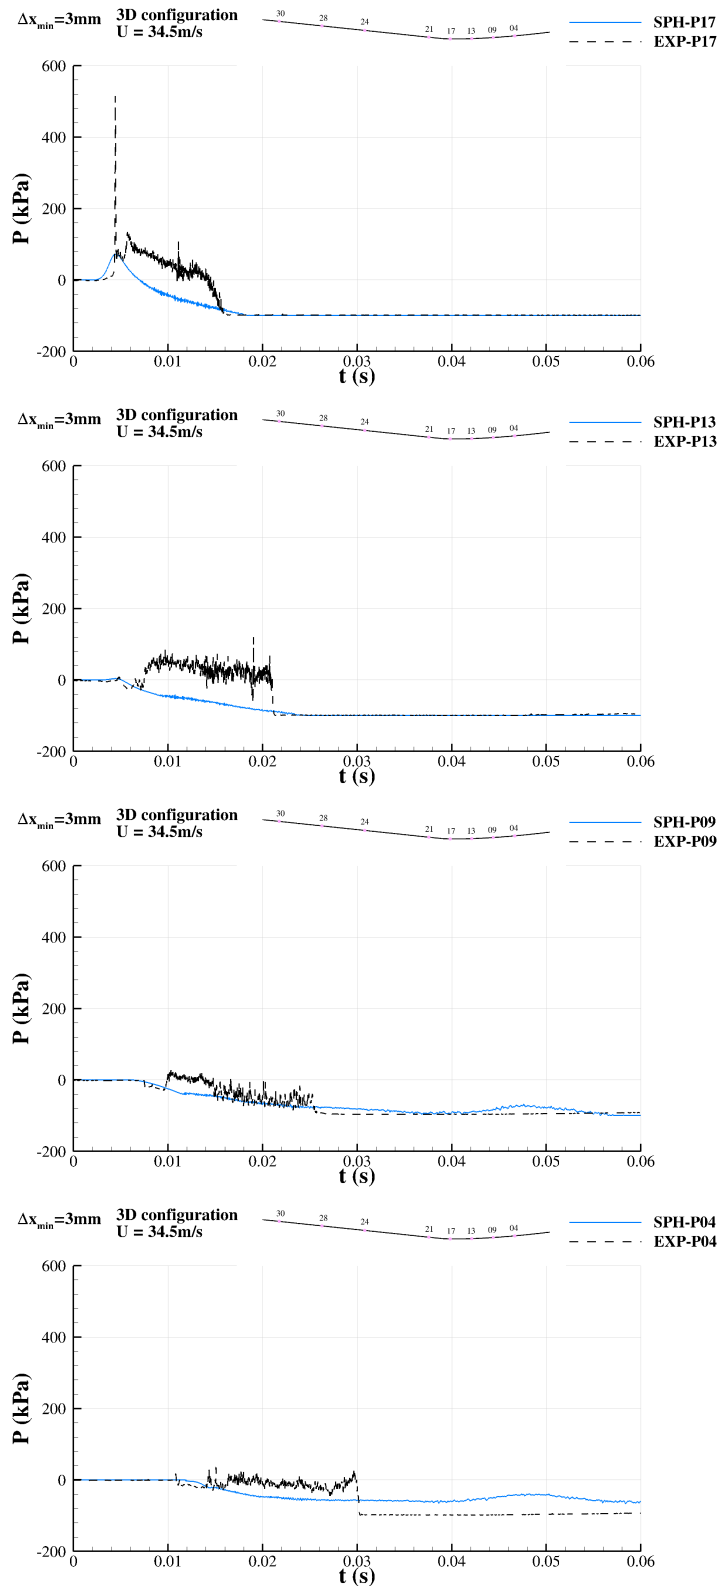 Δx_min=3mm
3D configuration
U = 34.5m/s
30 28 24 21 17 13 09 04
SPH-P17
EXP-P17
600
400
200
0
-200
P (kPa)
0 0.01 0.02 0.03 0.04 0.05 0.06
t (s)
Δx_min=3mm
3D configuration
U = 34.5m/s
30 28 24 21 17 13 09 04
SPH-P13
EXP-P13
600
400
200
0
-200
P (kPa)
0 0.01 0.02 0.03 0.04 0.05 0.06
t (s)
Δx_min=3mm
3D configuration
U = 34.5m/s
30 28 24 21 17 13 09 04
SPH-P09
EXP-P09
600
400
200
0
-200
P (kPa)
0 0.01 0.02 0.03 0.04 0.05 0.06
t (s)
Δx_min=3mm
3D configuration
U = 34.5m/s
30 28 24 21 17 13 09 04
SPH-P04
EXP-P04
600
400
200
0
-200
P (kPa)
0 0.01 0.02 0.03 0.04 0.05 0.06
t (s)